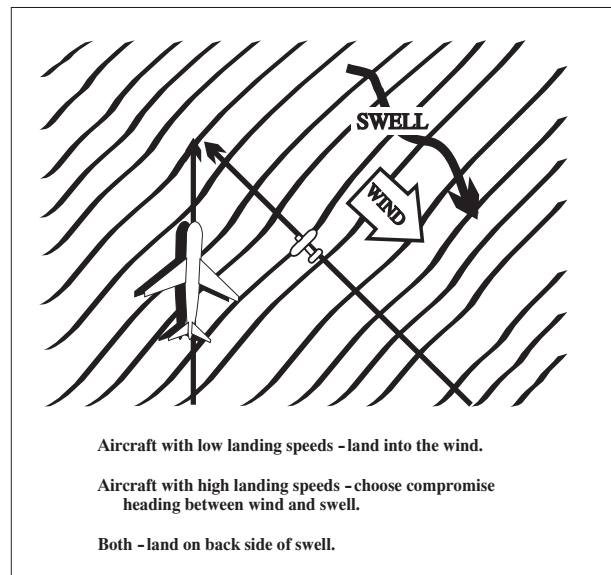 SWELL
WIND
Aircraft with low landing speeds – land into the wind.
Aircraft with high landing speeds – choose compromise
heading between wind and swell.
Both – land on back side of swell.